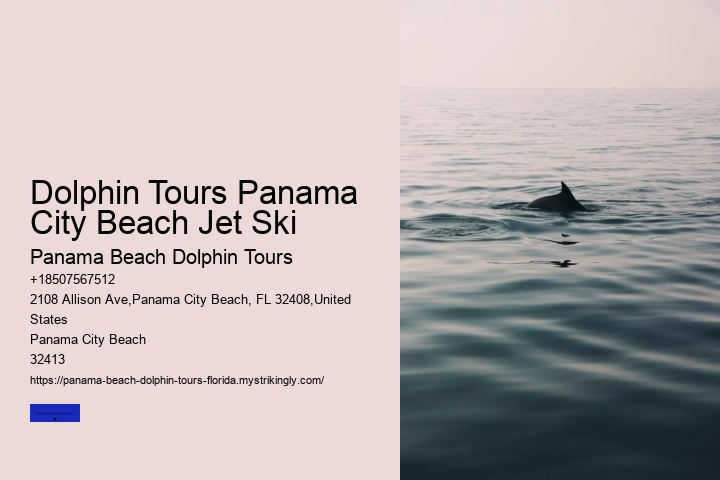 Dolphin Tours Panama
City Beach Jet Ski
Panama Beach Dolphin Tours
+18507567512
2108 Allison Ave,Panama City Beach, FL 32408,United
States
Panama City Beach
32413
https://panama-beach-dolphin-tours-florida.mystrikingly.com/